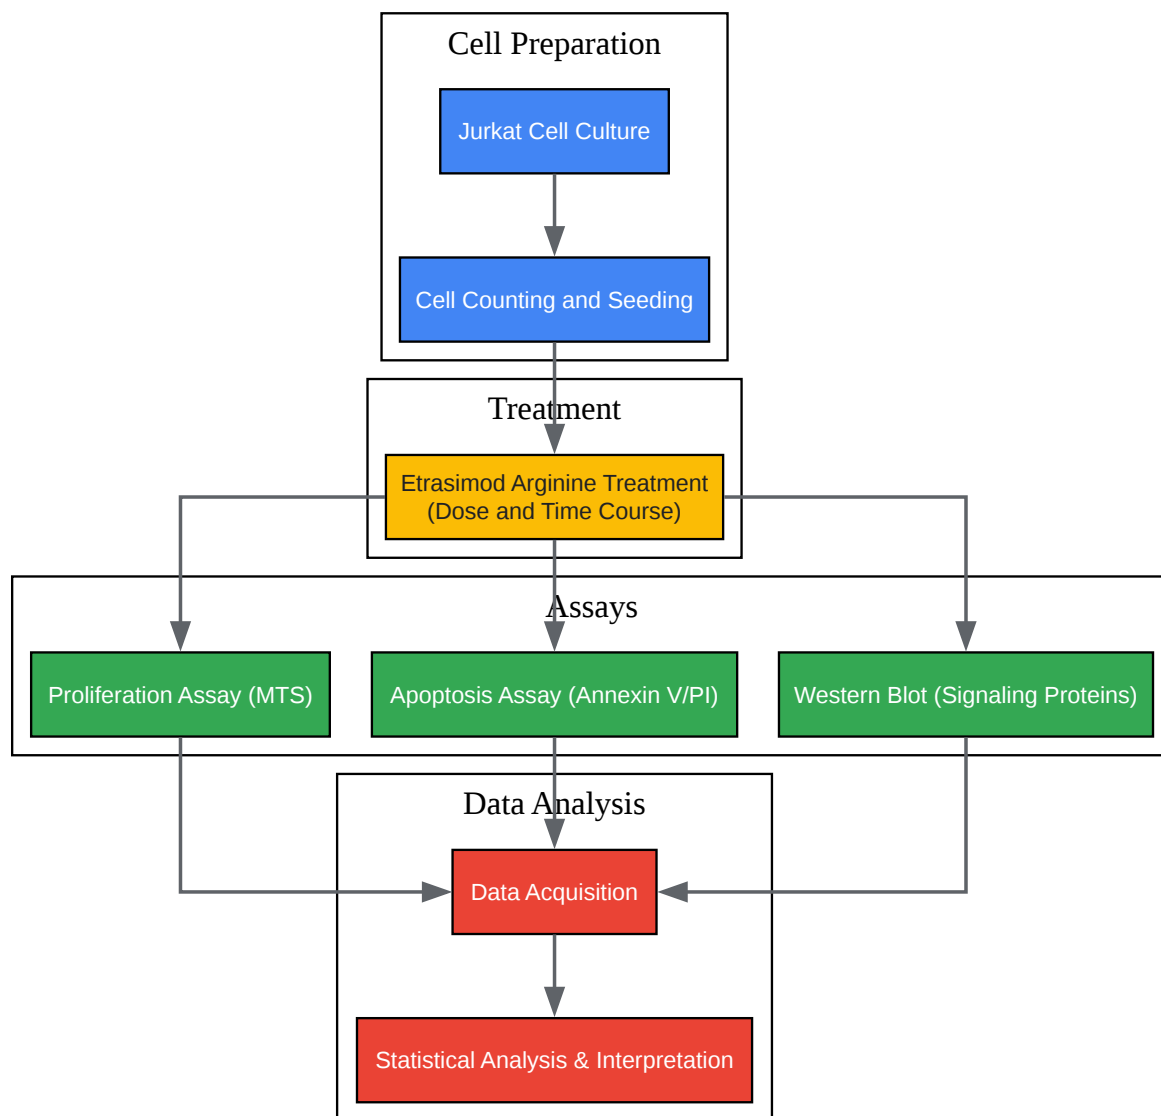 Cell Preparation
Jurkat Cell Culture
Cell Counting and Seeding
Treatment
Etrasimod Arginine Treatment
(Dose and Time Course)
Assays
Proliferation Assay (MTS)
Apoptosis Assay (Annexin V/PI)
Western Blot (Signaling Proteins)
Data Analysis
Data Acquisition
Statistical Analysis & Interpretation